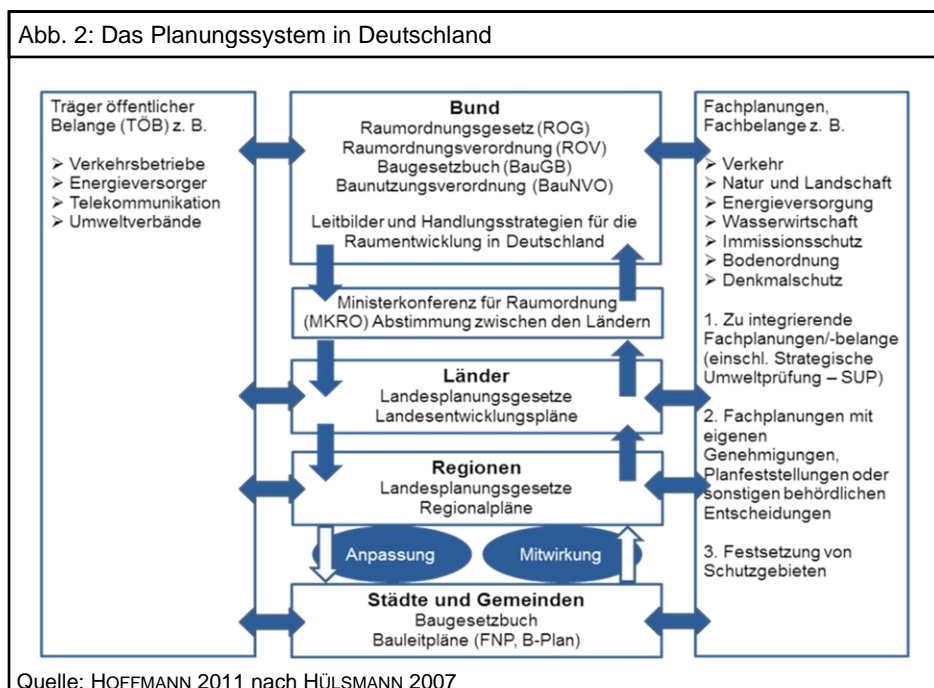 Abb. 2: Das Planungssystem in Deutschland
Träger öffentlicher
Belange (TÖB) z. B.
➢ Verkehrsbetriebe
➢ Energieversorger
➢ Telekommunikation
➢ Umweltverbände
Bund
Raumordnungsgesetz (ROG)
Raumordnungsverordnung (ROV)
Baugesetzbuch (BauGB)
Baunutzungsverordnung (BauNVO)
Leitbilder und Handlungsstrategien für die
Raumentwicklung in Deutschland
Ministerkonferenz für Raumordnung
(MKRO) Abstimmung zwischen den Ländern
Länder
Landesplanungsgesetze
Landesentwicklungspläne
Regionen
Landesplanungsgesetze
Regionalpläne
Anpassung
Mitwirkung
Städte und Gemeinden
Baugesetzbuch
Bauleitpläne (FNP, B-Plan)
Fachplanungen,
Fachbelange z. B.
➢ Verkehr
➢ Natur und Landschaft
➢ Energieversorgung
➢ Wasserwirtschaft
➢ Immissionsschutz
➢ Bodenordnung
➢ Denkmalschutz
1. Zu integrierende
Fachplanungen/-belange
(einschl. Strategische
Umweltprüfung – SUP)
2. Fachplanungen mit
eigenen
Genehmigungen,
Planfeststellungen oder
sonstigen behördlichen
Entscheidungen
3. Festsetzung von
Schutzgebieten
Quelle: HOFFMANN 2011 nach HÜLSMANN 2007